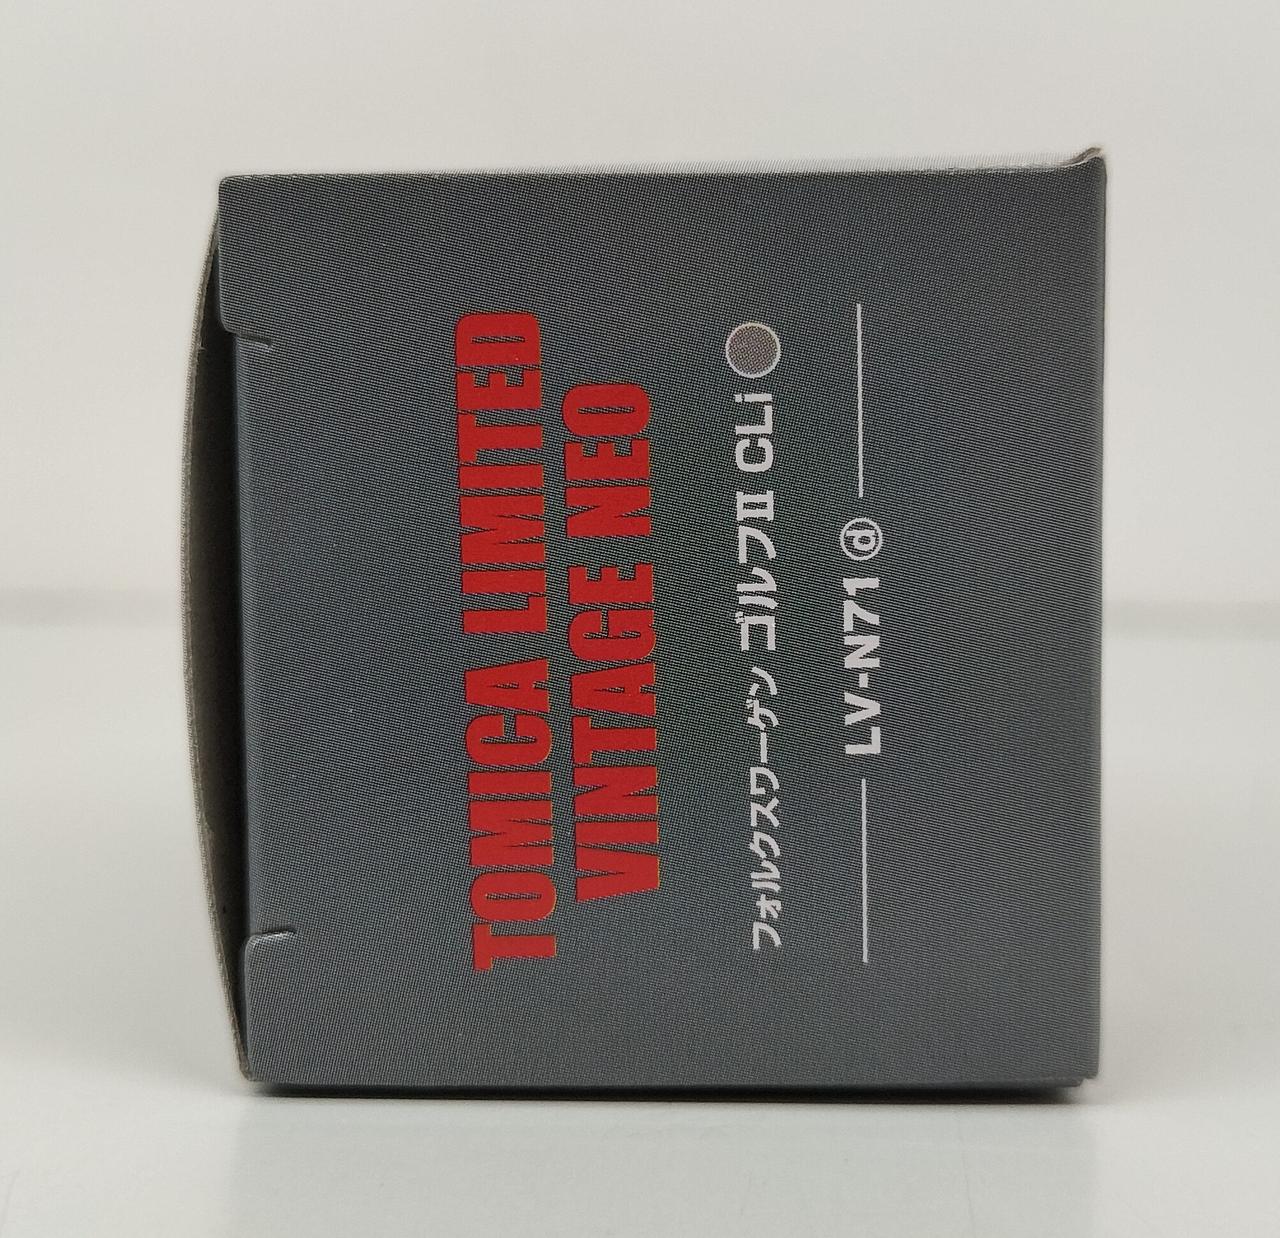 TOMICA LIMITED
VINTAGE NEO
フォルクスワーゲン ゴルフII CLi
LV-N71 ⓓ